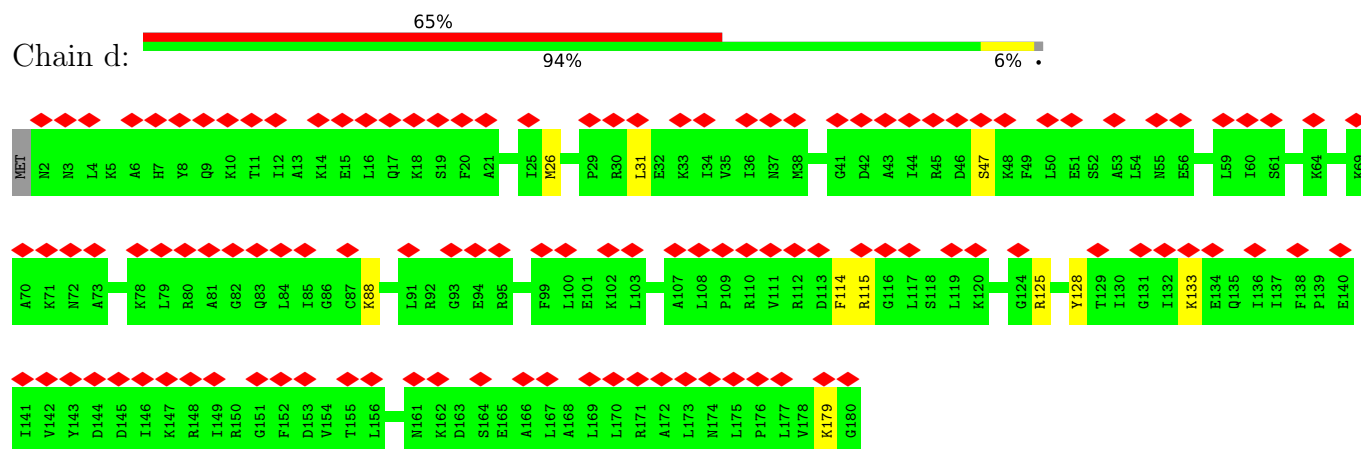 65%
Chain d:
94% 6% •
MET N2 N3 L4 K5 A6 H7 Y8 Q9 K10 T11 I12 A13 K14 E15 L16 Q17 K18 S19 F20 A21 I25 M26 P29 R30 L31 E32 K33 I34 V35 I36 N37 M38 G41 D42 A43 I44 R45 D46 S47 K48 F49 L50 E51 S52 A53 L54 N55 E56 L59 I60 S61 K64 K69
A70 K71 N72 A73 K78 L79 R80 A81 G82 Q83 L84 I85 G86 C87 K88 L91 R92 G93 E94 R95 F99 L100 E101 K102 L103 A107 L108 P109 R110 V111 R112 D113 F114 R115 G116 L117 S118 L119 K120 G124 R125 Y128 T129 I130 G131 I132 K133 E134 Q135 I136 I137 F138 P139 E140
I141 V142 Y143 D144 D145 I146 K147 R148 I149 R150 G151 F152 D153 V154 T155 L156 N161 K162 D163 S164 E165 A166 L167 A168 L169 L170 R171 A172 L173 N174 L175 P176 L177 V178 K179 G180